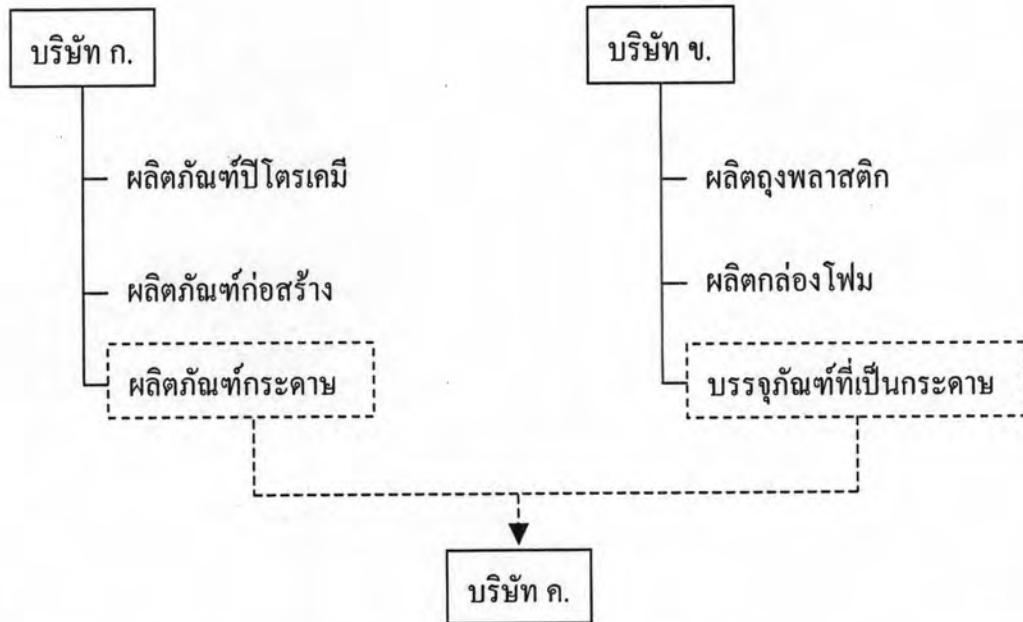 บริษัท ก.
บริษัท ข.
ผลิตภัณฑ์ปิโตรเคมี
ผลิตถุงพลาสติก
ผลิตภัณฑ์ก่อสร้าง
ผลิตกล่องโฟม
ผลิตภัณฑ์กระดาษ
บรรจุภัณฑ์ที่เป็นกระดาษ
บริษัท ค.